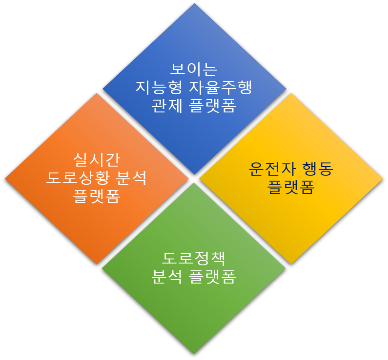 보이는
지능형 자율주행
관제 플랫폼
실시간
도로상황 분석
플랫폼
운전자 행동
플랫폼
도로정책
분석 플랫폼